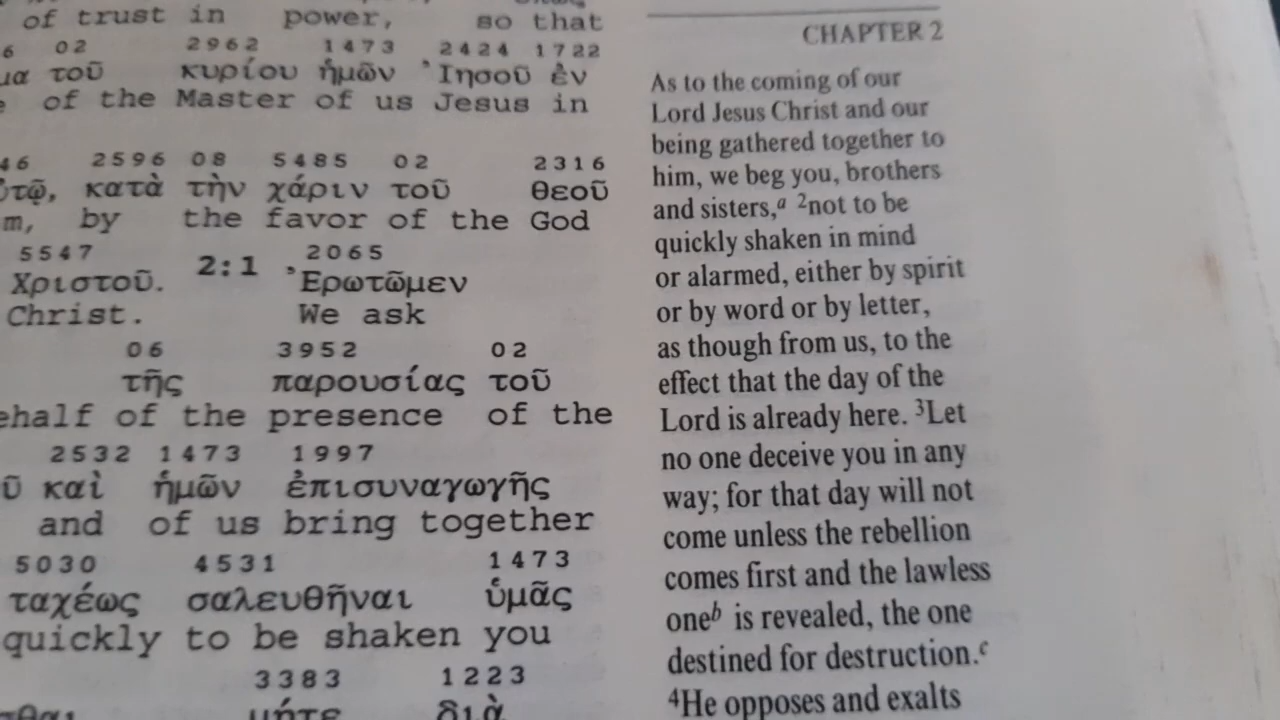 of trust in power, so that
6 02 2962 1473 2424 1722
μα τοῦ κυρίου ἡμῶν Ἰησοῦ ἐν
of the Master of us Jesus in
46 2596 08 5485 02 2316
κατὰ τὴν χάριν τοῦ θεοῦ
m, by the favor of the God
5547 2065
Χριστοῦ. 2:1 Ἐρωτῶμεν
Christ. We ask
06 3952 02
τῆς παρουσίας τοῦ
ehalf of the presence of the
2532 1473 1997
ῦ καὶ ἡμῶν ἐπισυναγωγῆς
and of us bring together
5030 4531 1473
ταχέως σαλευθῆναι ὑμᾶς
quickly to be shaken you
3383 1223
μήτε διὰ
CHAPTER 2
As to the coming of our
Lord Jesus Christ and our
being gathered together to
him, we beg you, brothers
and sisters,a 2not to be
quickly shaken in mind
or alarmed, either by spirit
or by word or by letter,
as though from us, to the
effect that the day of the
Lord is already here. 3Let
no one deceive you in any
way; for that day will not
come unless the rebellion
comes first and the lawless
oneb is revealed, the one
destined for destruction.c
4He opposes and exalts